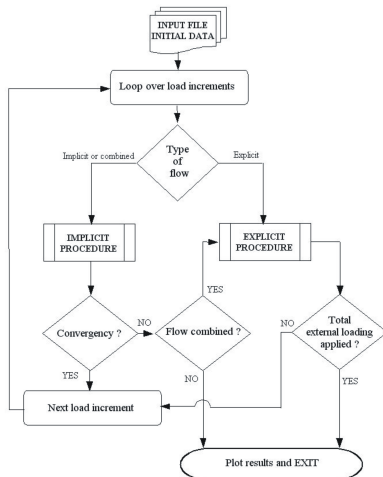 INPUT FILE
INITIAL DATA
Loop over load increments
Type
of
flow
Implicit or combined
Explicit
IMPLICIT
PROCEDURE
EXPLICIT
PROCEDURE
YES
Convergency ?
NO
Flow combined ?
NO
Total
external loading
applied ?
YES
NO
YES
Next load increment
Plot results and EXIT